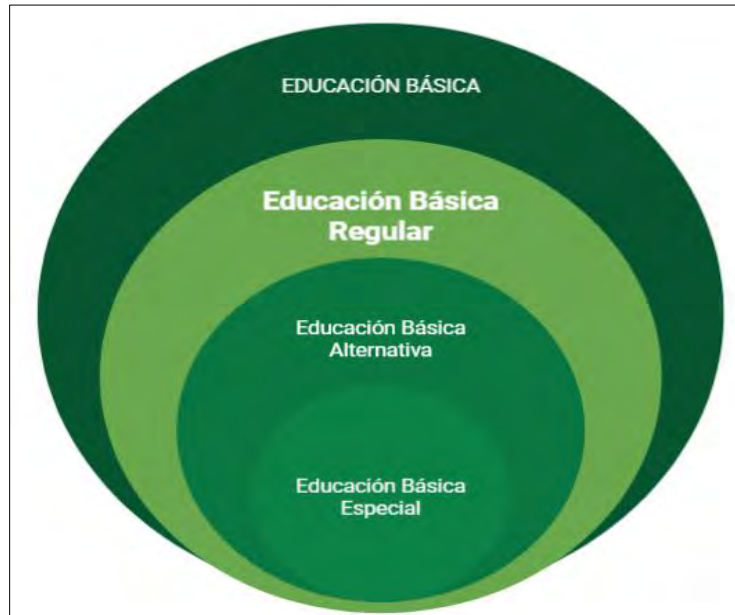 EDUCACIÓN BÁSICA
Educación Básica
Regular
Educación Básica
Alternativa
Educación Básica
Especial